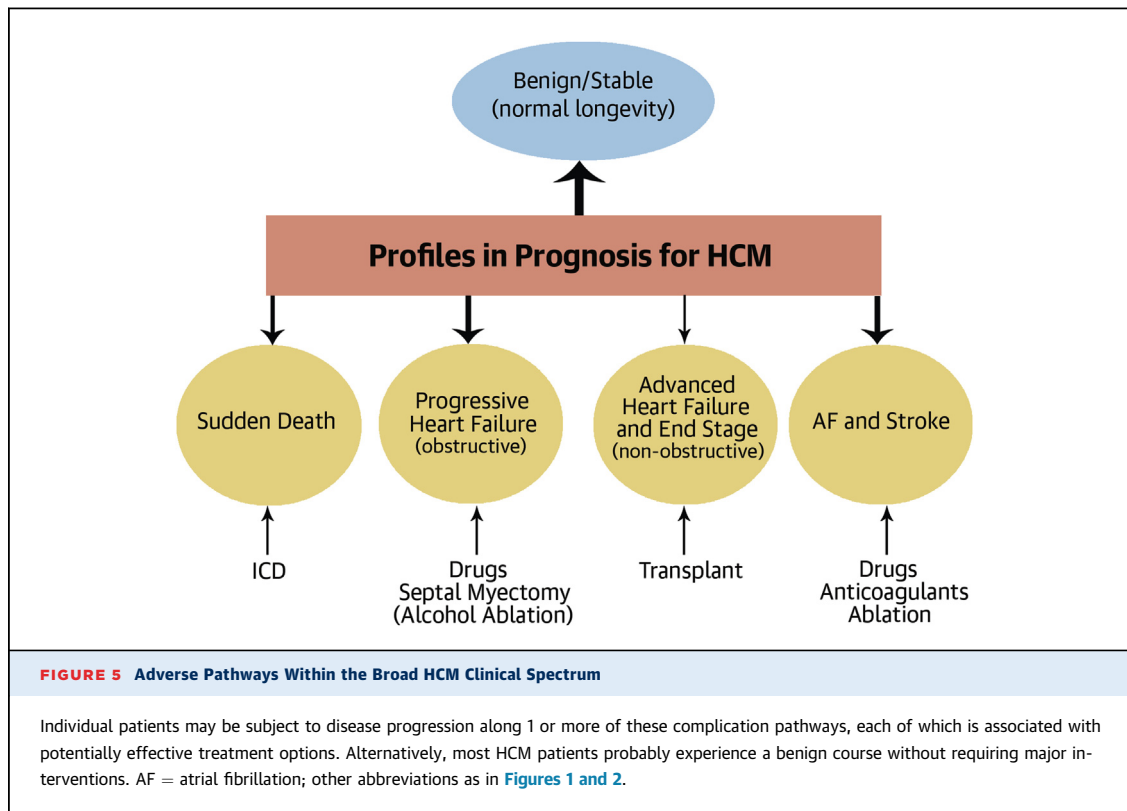 Benign/Stable
(normal longevity)
Profiles in Prognosis for HCM
Sudden Death
Progressive
Heart Failure
(obstructive)
Advanced
Heart Failure
and End Stage
(non-obstructive)
AF and Stroke
ICD
Drugs
Septal Myectomy
(Alcohol Ablation)
Transplant
Drugs
Anticoagulants
Ablation
FIGURE 5 Adverse Pathways Within the Broad HCM Clinical Spectrum
Individual patients may be subject to disease progression along 1 or more of these complication pathways, each of which is associated with
potentially effective treatment options. Alternatively, most HCM patients probably experience a benign course without requiring major in-
terventions. AF = atrial fibrillation; other abbreviations as in Figures 1 and 2.